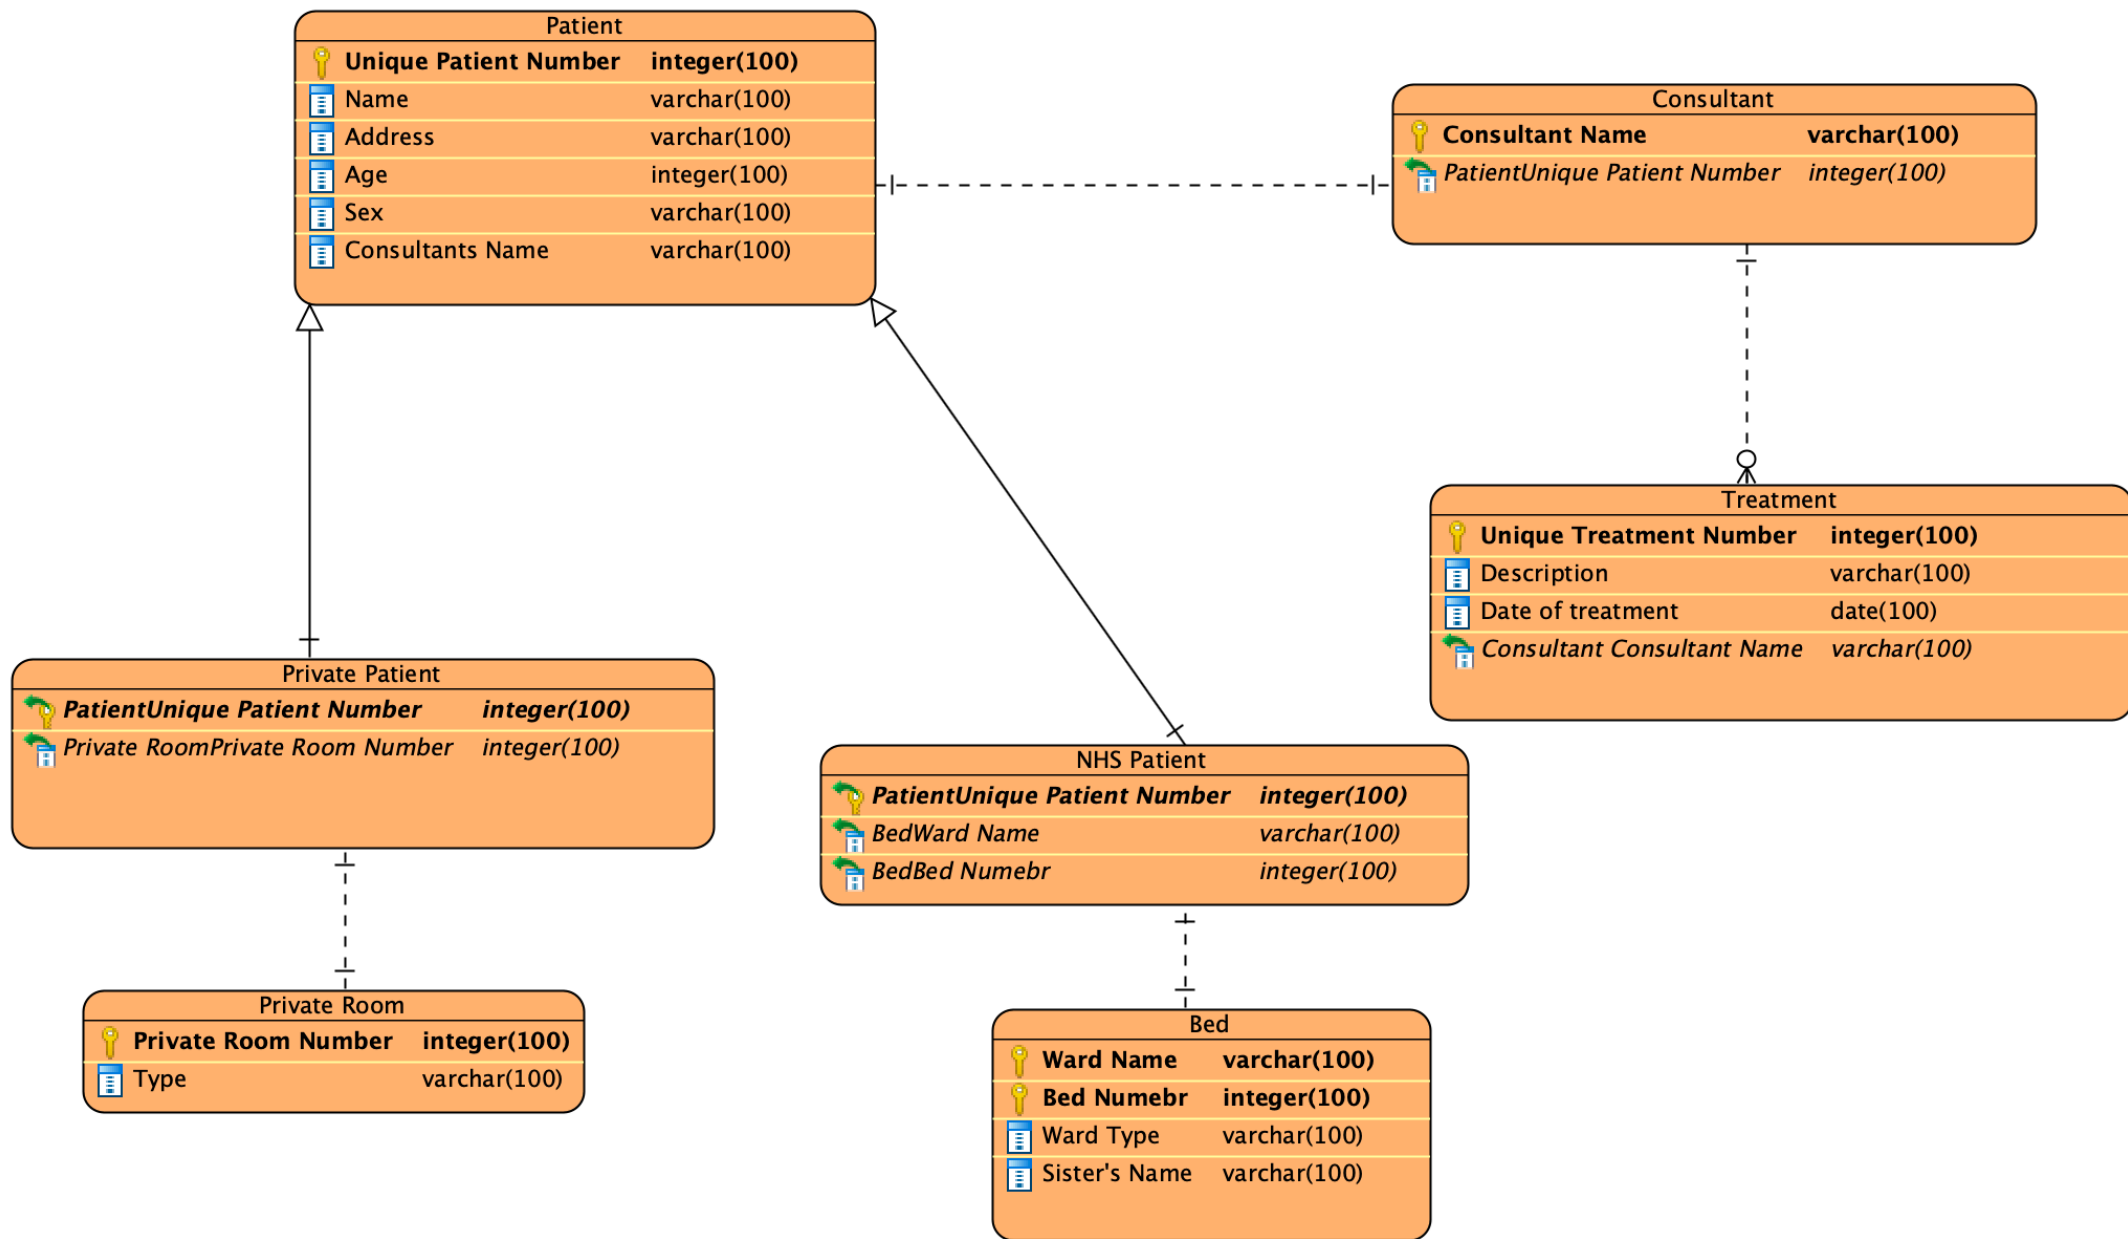 Patient
Unique Patient Number integer(100)
Name varchar(100)
Address varchar(100)
Age integer(100)
Sex varchar(100)
Consultants Name varchar(100)
Consultant
Consultant Name varchar(100)
PatientUnique Patient Number integer(100)
Treatment
Unique Treatment Number integer(100)
Description varchar(100)
Date of treatment date(100)
Consultant Consultant Name varchar(100)
Private Patient
PatientUnique Patient Number integer(100)
Private RoomPrivate Room Number integer(100)
NHS Patient
PatientUnique Patient Number integer(100)
BedWard Name varchar(100)
BedBed Numebr integer(100)
Private Room
Private Room Number integer(100)
Type varchar(100)
Bed
Ward Name varchar(100)
Bed Numebr integer(100)
Ward Type varchar(100)
Sister's Name varchar(100)